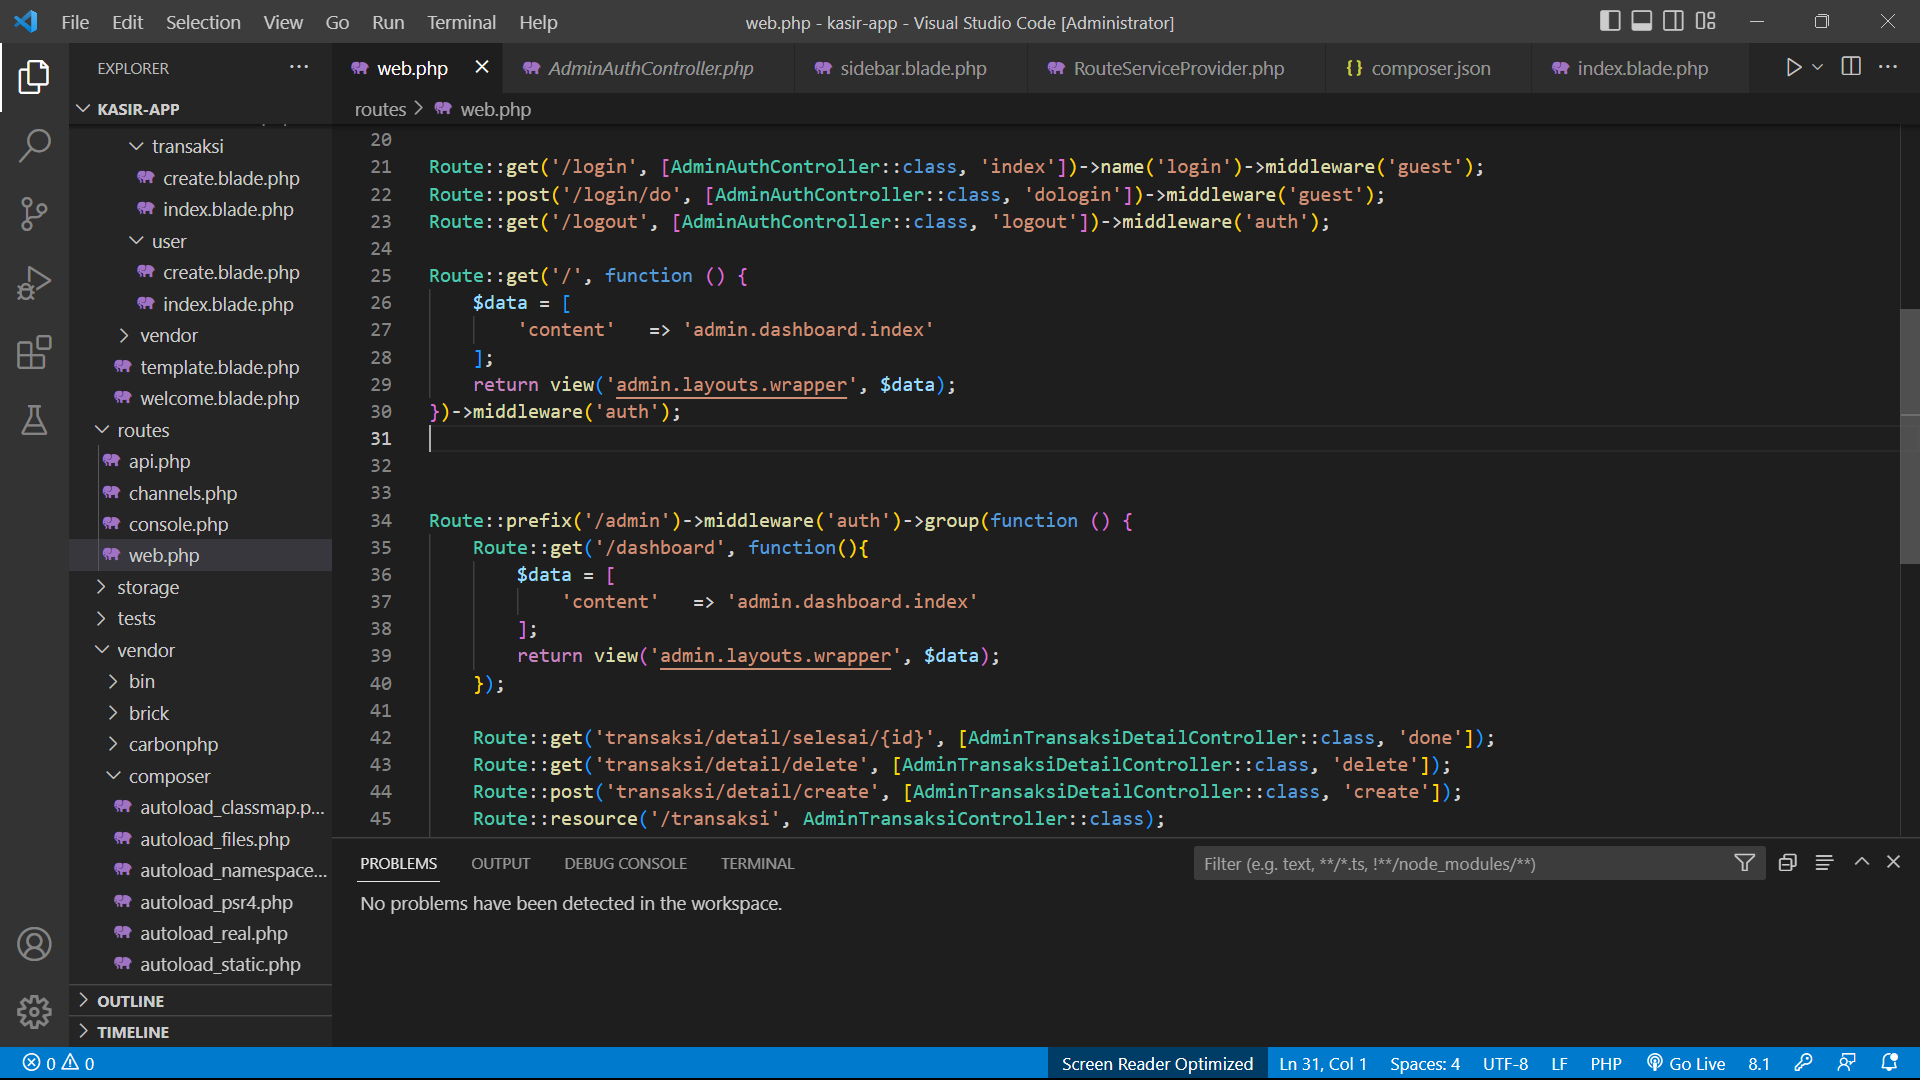 File Edit Selection View Go Run Terminal Help
web.php - kasir-app - Visual Studio Code [Administrator]
EXPLORER
KASIR-APP
transaksi
create.blade.php
index.blade.php
user
create.blade.php
index.blade.php
vendor
template.blade.php
welcome.blade.php
routes
api.php
channels.php
console.php
web.php
storage
tests
vendor
bin
brick
carbonphp
composer
autoload_classmap.p...
autoload_files.php
autoload_namespace...
autoload_psr4.php
autoload_real.php
autoload_static.php
OUTLINE
TIMELINE
web.php AdminAuthController.php sidebar.blade.php RouteServiceProvider.php {} composer.json index.blade.php
routes > web.php
20
21 Route::get('/login', [AdminAuthController::class, 'index'])->name('login')->middleware('guest');
22 Route::post('/login/do', [AdminAuthController::class, 'dologin'])->middleware('guest');
23 Route::get('/logout', [AdminAuthController::class, 'logout'])->middleware('auth');
24
25 Route::get('/', function () {
26     $data = [
27         'content'   => 'admin.dashboard.index'
28     ];
29     return view('admin.layouts.wrapper', $data);
30 })->middleware('auth');
31
32
33
34 Route::prefix('/admin')->middleware('auth')->group(function () {
35     Route::get('/dashboard', function(){
36         $data = [
37             'content'   => 'admin.dashboard.index'
38         ];
39         return view('admin.layouts.wrapper', $data);
40     });
41
42     Route::get('transaksi/detail/selesai/{id}', [AdminTransaksiDetailController::class, 'done']);
43     Route::get('transaksi/detail/delete', [AdminTransaksiDetailController::class, 'delete']);
44     Route::post('transaksi/detail/create', [AdminTransaksiDetailController::class, 'create']);
45     Route::resource('/transaksi', AdminTransaksiController::class);
PROBLEMS OUTPUT DEBUG CONSOLE TERMINAL
Filter (e.g. text, **/*.ts, !**/node_modules/**)
No problems have been detected in the workspace.
0 0
Screen Reader Optimized Ln 31, Col 1 Spaces: 4 UTF-8 LF PHP Go Live 8.1